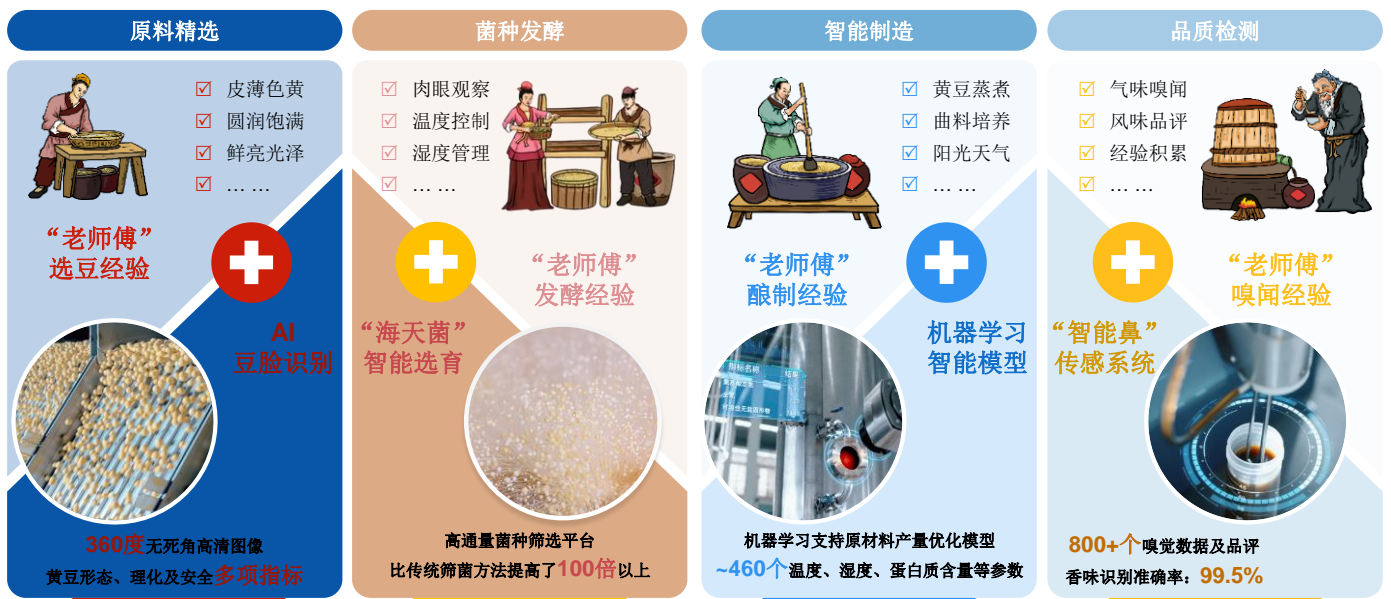 原料精选
皮薄色黄
圆润饱满
鲜亮光泽
... ...
“老师傅”
选豆经验
AI
豆脸识别
360度无死角高清图像
黄豆形态、理化及安全多项指标
菌种发酵
肉眼观察
温度控制
湿度管理
... ...
“老师傅”
发酵经验
“海天菌”
智能选育
高通量菌种筛选平台
比传统筛菌方法提高了100倍以上
智能制造
黄豆蒸煮
曲料培养
阳光天气
... ...
“老师傅”
酿制经验
机器学习
智能模型
指标名称
结果
机器学习支持原材料产量优化模型
~460个温度、湿度、蛋白质含量等参数
品质检测
气味嗅闻
风味品评
经验积累
... ...
“老师傅”
嗅闻经验
“智能鼻”
传感系统
800+个嗅觉数据及品评
香味识别准确率：99.5%